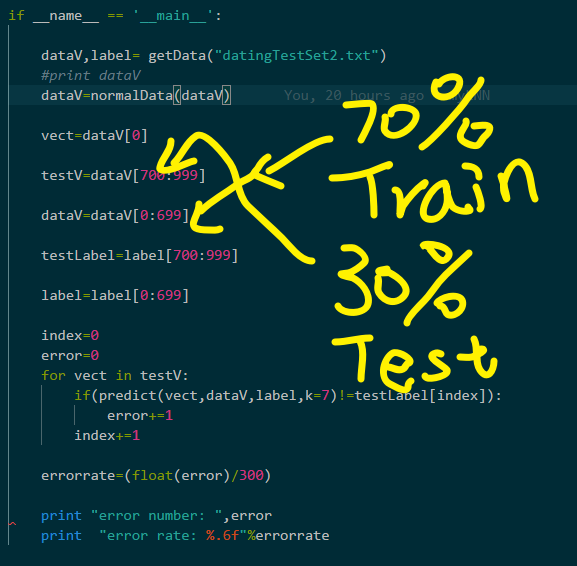 if __name__ == '__main__':
dataV,label= getData("datingTestSet2.txt")
#print dataV
dataV=normalData(dataV) You, 20 hours ago
vect=dataV[0]
testV=dataV[700:999]
dataV=dataV[0:699]
testLabel=label[700:999]
label=label[0:699]
index=0
error=0
for vect in testV:
if(predict(vect,dataV,label,k=7)!=testLabel[index]):
error+=1
index+=1
errorrate=(float(error)/300)
print "error number: ",error
print "error rate: %.6f"%errorrate
70%
Train
30%
Test